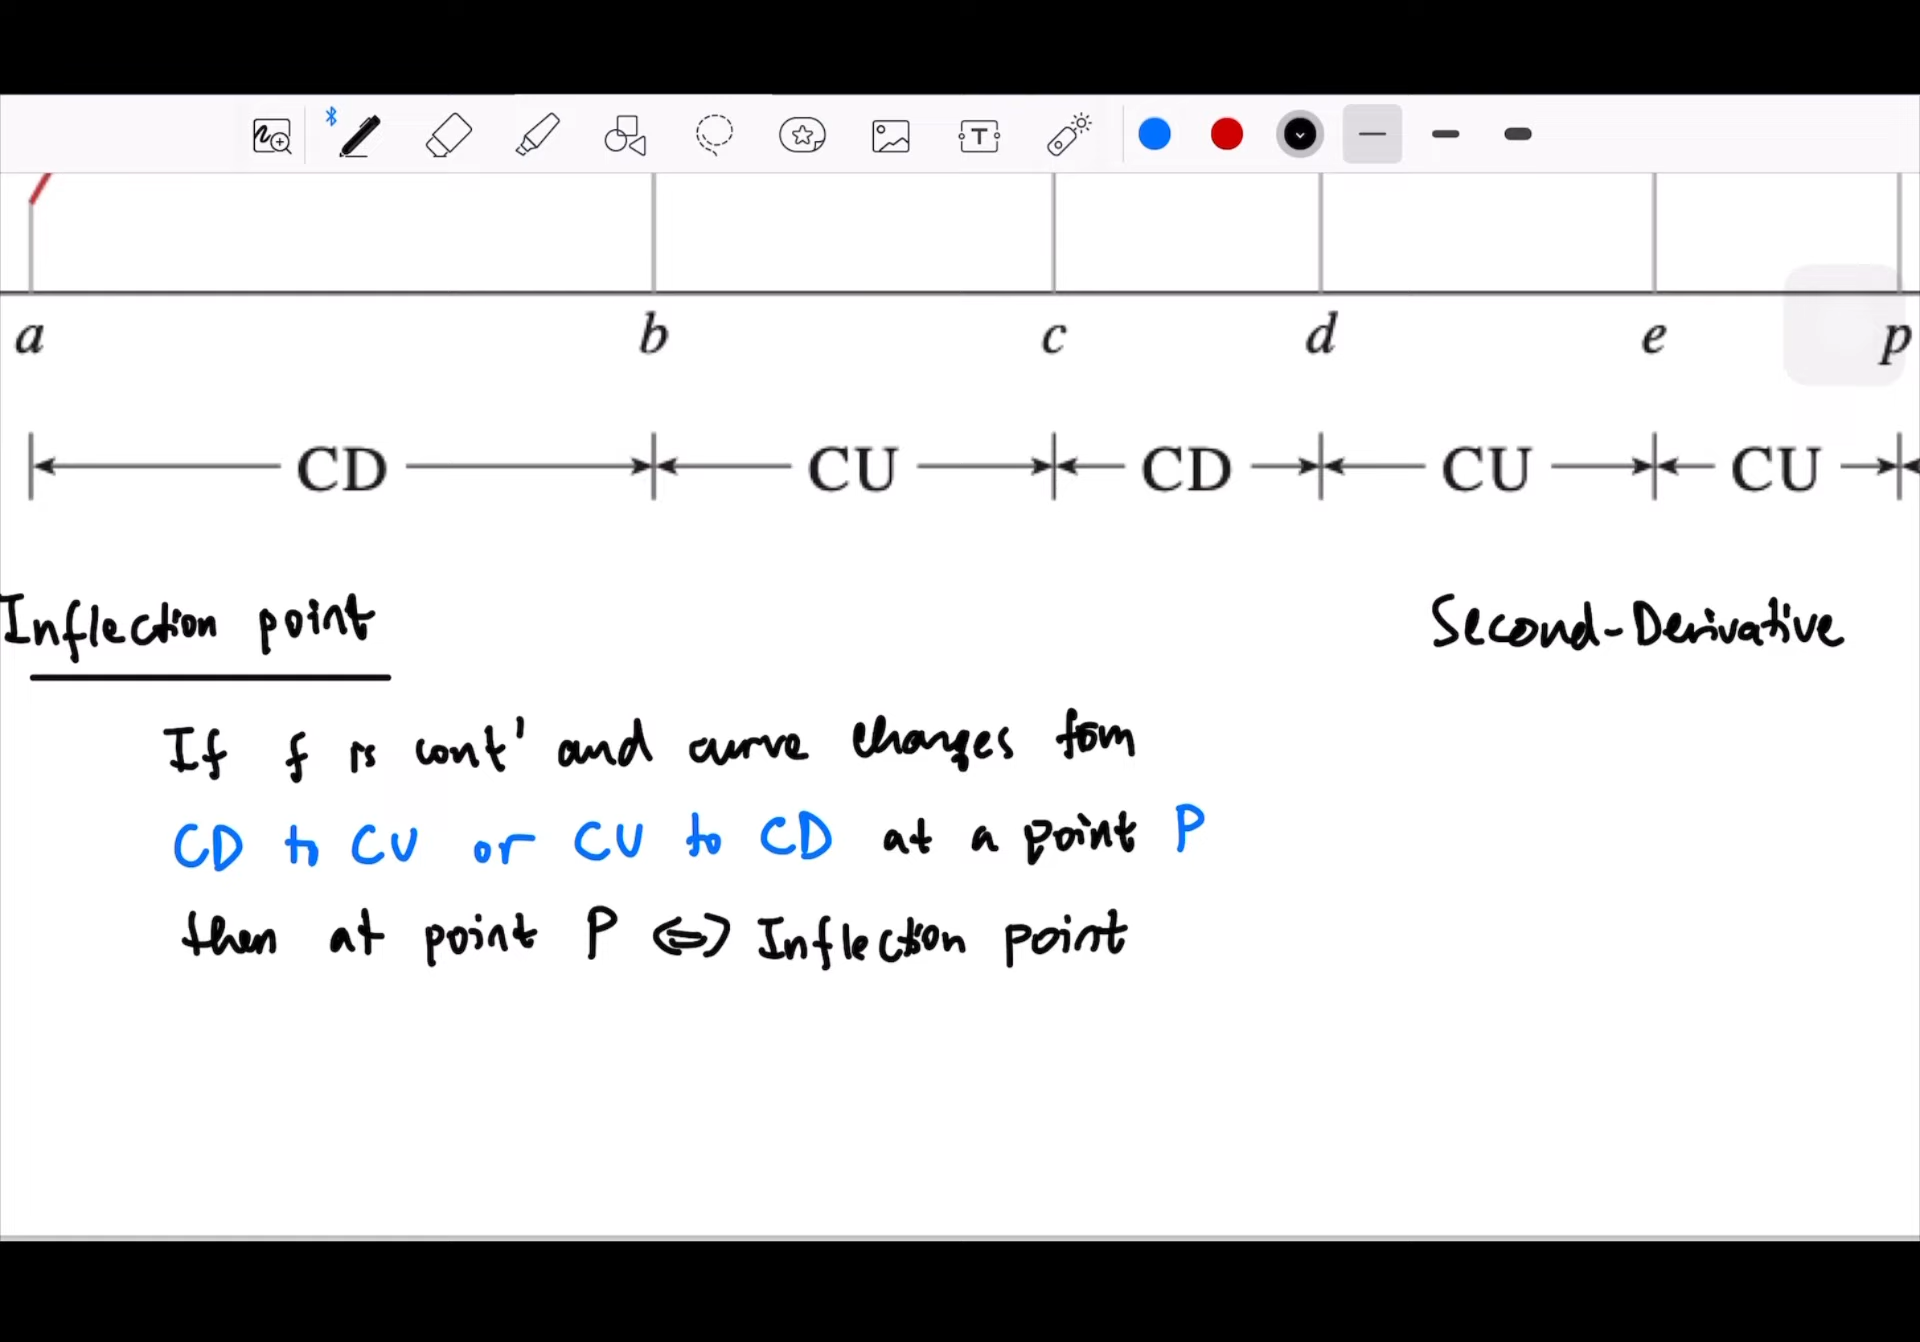 a b c d e p
CD CU CD CU CU
Inflection point
Second-Derivative
If f is cont' and curve changes from
CD to CU or CU to CD at a point P
then at point P ⇔ Inflection point